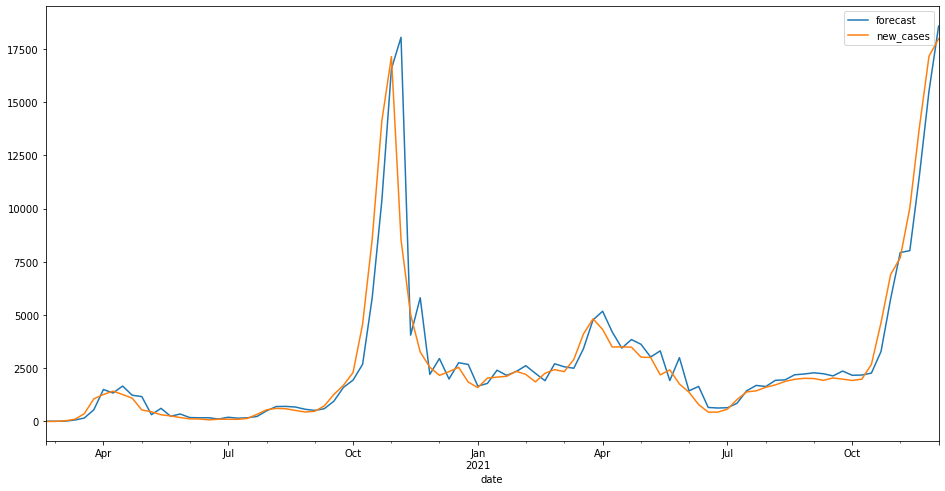 forecast
new_cases
17500
15000
12500
10000
7500
5000
2500
0
Apr
Jul
Oct
Jan
2021
Apr
Jul
Oct
date